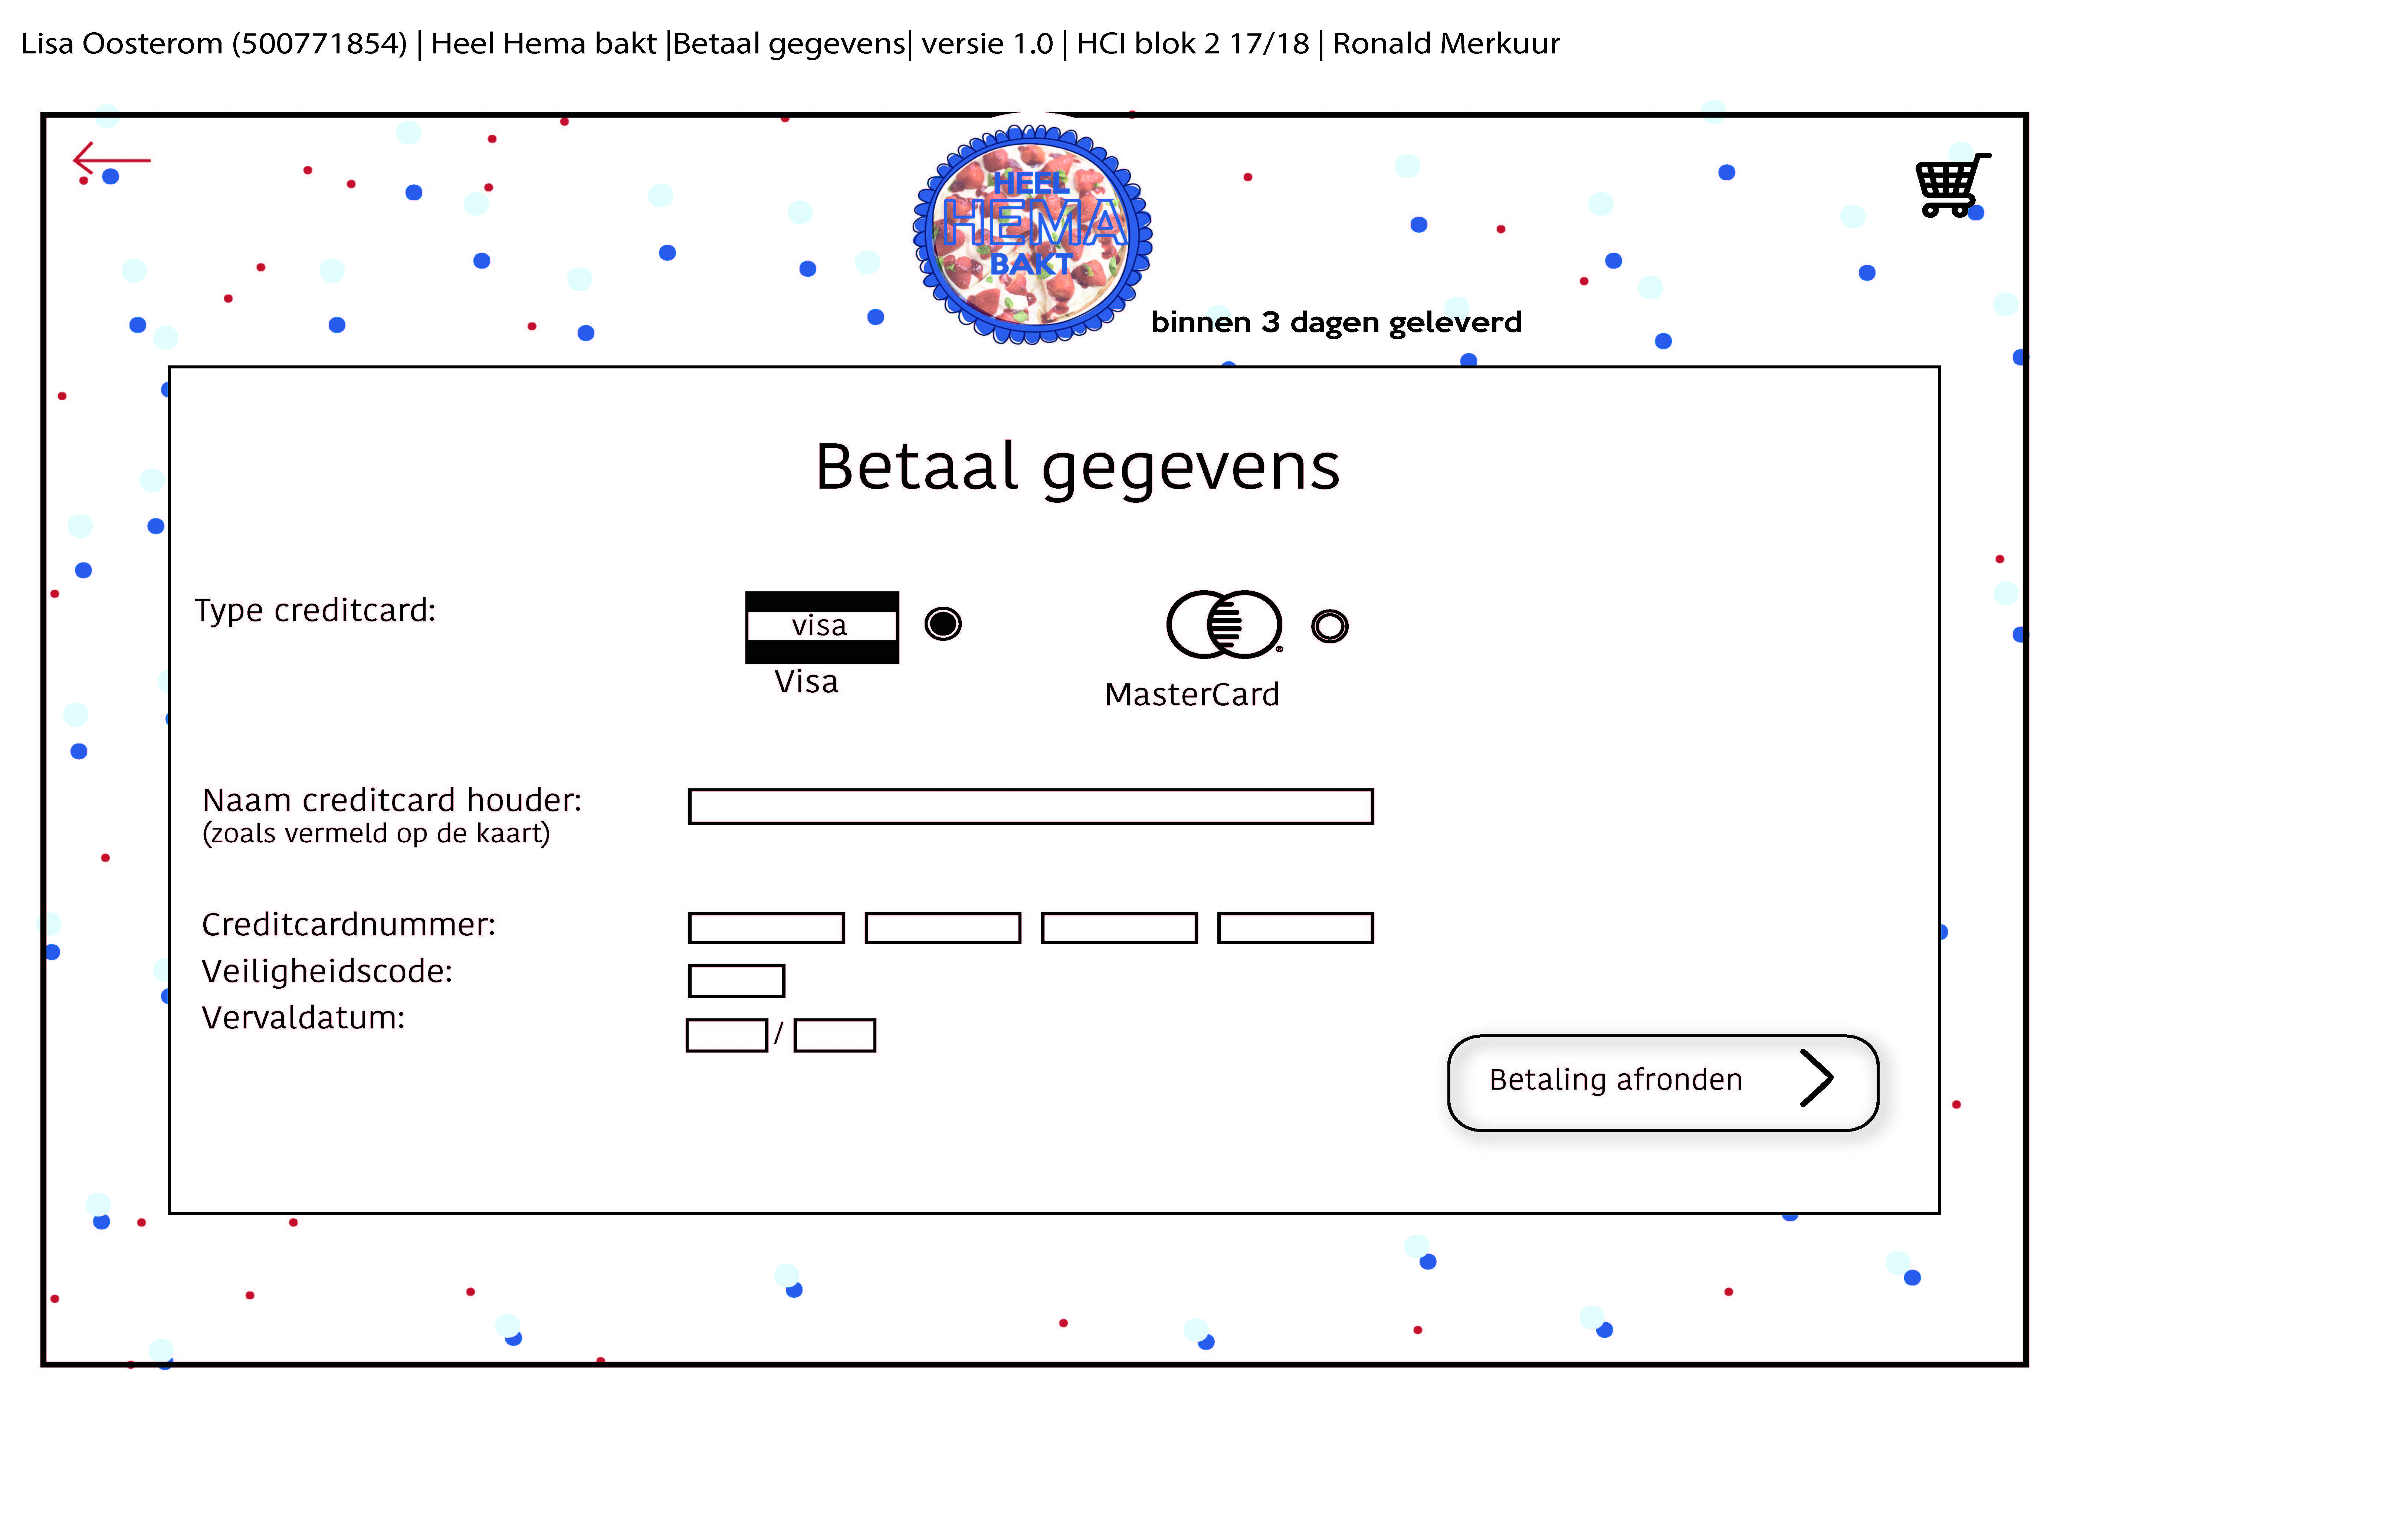 Lisa Oosterom (500771854) | Heel Hema bakt |Betaal gegevens| versie 1.0 | HCI blok 2 17/18 | Ronald Merkuur
HEEL
HEMA
BAKT
binnen 3 dagen geleverd
Betaal gegevens
Type creditcard:
visa
Visa
®
MasterCard
Naam creditcard houder:
(zoals vermeld op de kaart)
Creditcardnummer:
Veiligheidscode:
Vervaldatum:
/
Betaling afronden